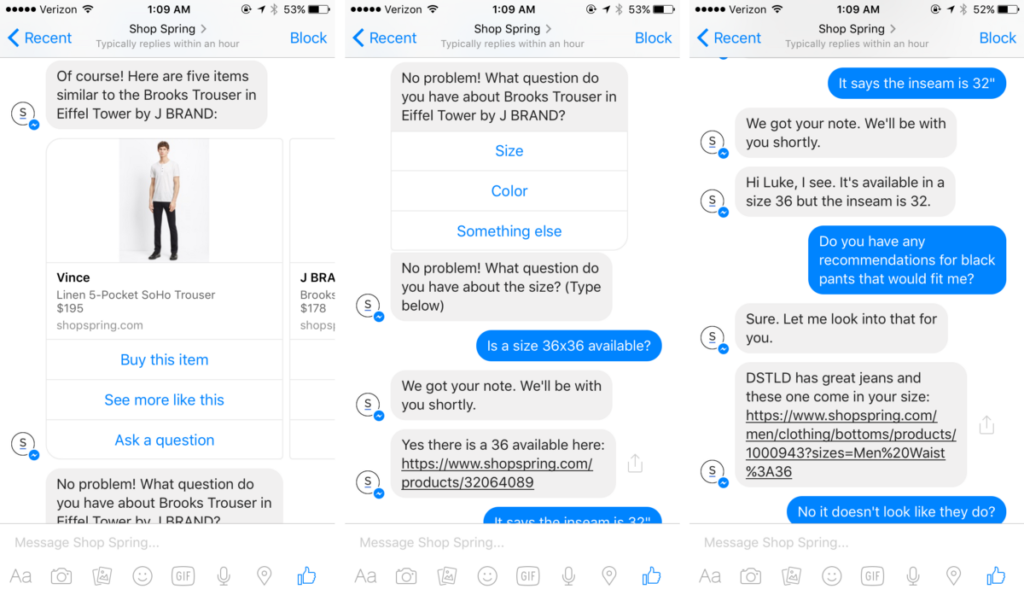 Verizon 1:09 AM 53%
Recent Shop Spring Block
Typically replies within an hour
Of course! Here are five items
similar to the Brooks Trouser in
Eiffel Tower by J BRAND:
S
Vince
Linen 5-Pocket SoHo Trouser
$195
shopspring.com
Buy this item
See more like this
Ask a question
J BRA
Brooks
$178
shopsp
S
No problem! What question do
you have about Brooks Trouser in
Eiffel Tower by J BRAND?
Message Shop Spring...
Aa GIF
Verizon 1:09 AM 53%
Recent Shop Spring Block
Typically replies within an hour
No problem! What question do
you have about Brooks Trouser in
Eiffel Tower by J BRAND?
Size
Color
Something else
No problem! What question do
you have about the size? (Type
below)
S
Is a size 36x36 available?
We got your note. We'll be with
you shortly.
S
Yes there is a 36 available here:
https://www.shopspring.com/
products/32064089
S
It says the inseam is 32"
Message Shop Spring...
Aa GIF
Verizon 1:09 AM 52%
Recent Shop Spring Block
Typically replies within an hour
It says the inseam is 32"
We got your note. We'll be with
you shortly.
S
Hi Luke, I see. It's available in a
size 36 but the inseam is 32.
S
Do you have any
recommendations for black
pants that would fit me?
Sure. Let me look into that for
you.
S
DSTLD has great jeans and
these one come in your size:
https://www.shopspring.com/
men/clothing/bottoms/products/
1000943?sizes=Men%20Waist
%3A36
S
No it doesn't look like they do?
Message Shop Spring...
Aa GIF